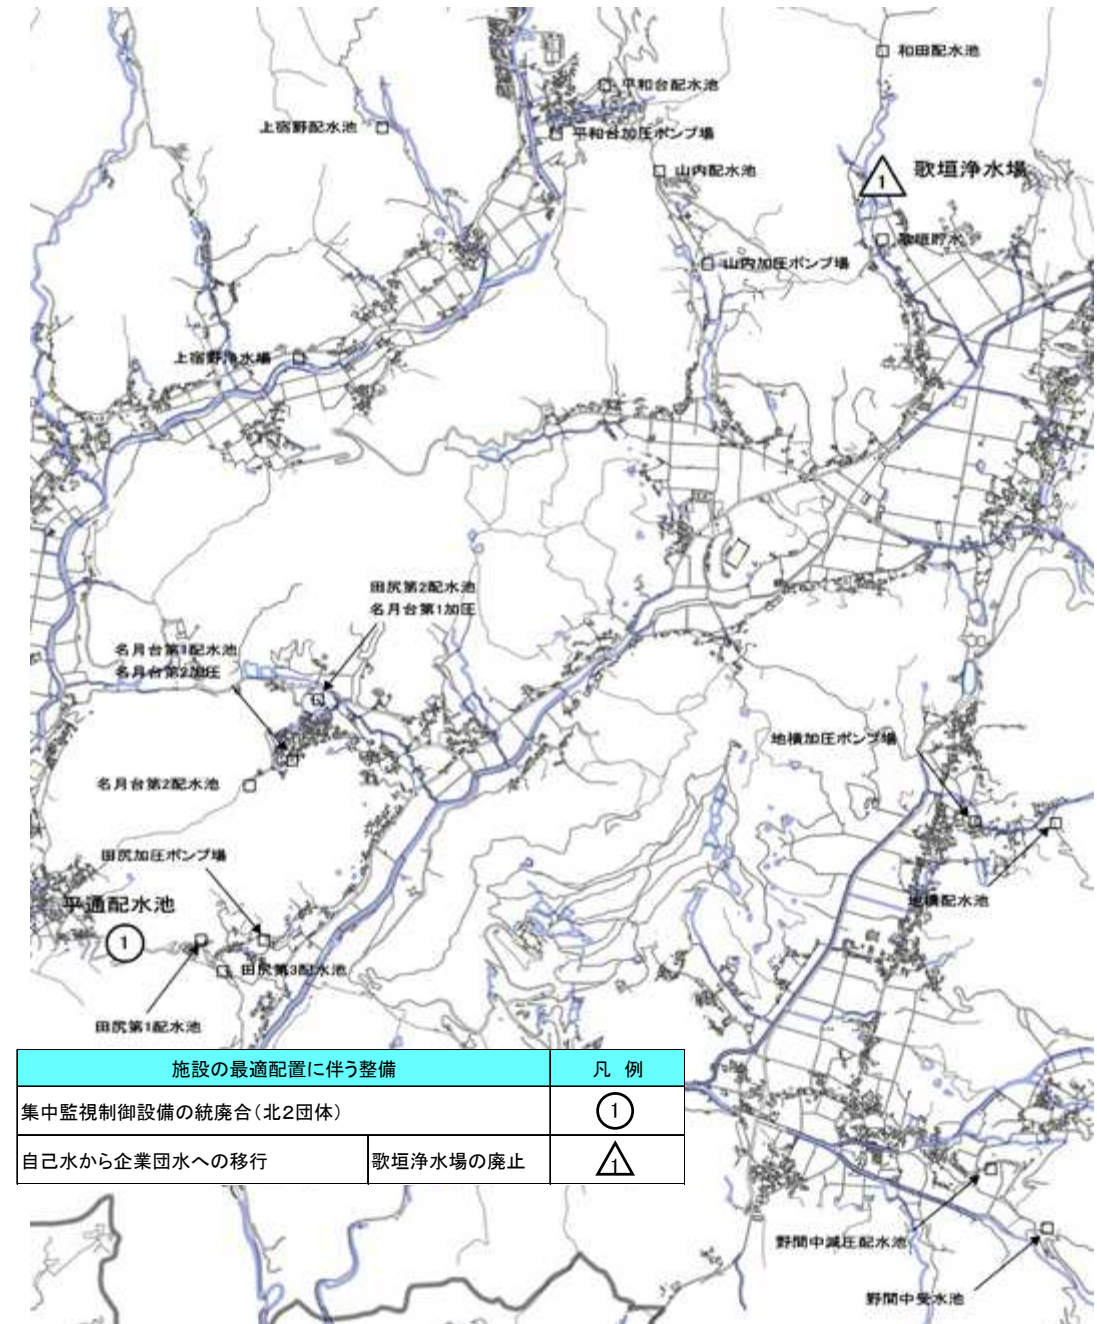 和田配水池
平和台配水池
上宿野配水池
平和台加圧ポンプ場
山内配水池
歌垣浄水場
1
歌垣貯水
山内加圧ポンプ場
上宿野浄水場
田尻第2配水池
名月台第1加圧
名月台第1配水池
名月台第2加圧
地横加圧ポンプ場
名月台第2配水池
田尻加圧ポンプ場
平通配水池
地横配水池
1
田尻第3配水池
田尻第1配水池
施設の最適配置に伴う整備 凡 例
集中監視制御設備の統廃合(北2団体) 1
自己水から企業団水への移行 歌垣浄水場の廃止 1
野間中減圧配水池
野間中受水池